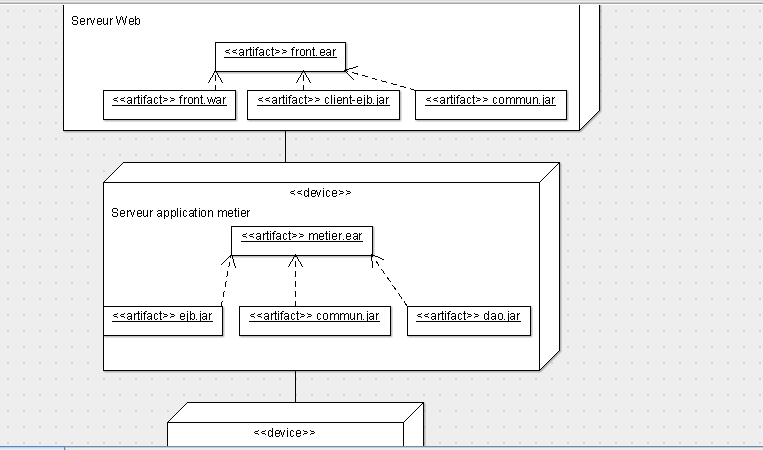 Serveur Web
<<artifact>> front.ear
<<artifact>> front.war
<<artifact>> client-ejb.jar
<<artifact>> commun.jar
<<device>>
Serveur application metier
<<artifact>> metier.ear
<<artifact>> ejb.jar
<<artifact>> commun.jar
<<artifact>> dao.jar
<<device>>